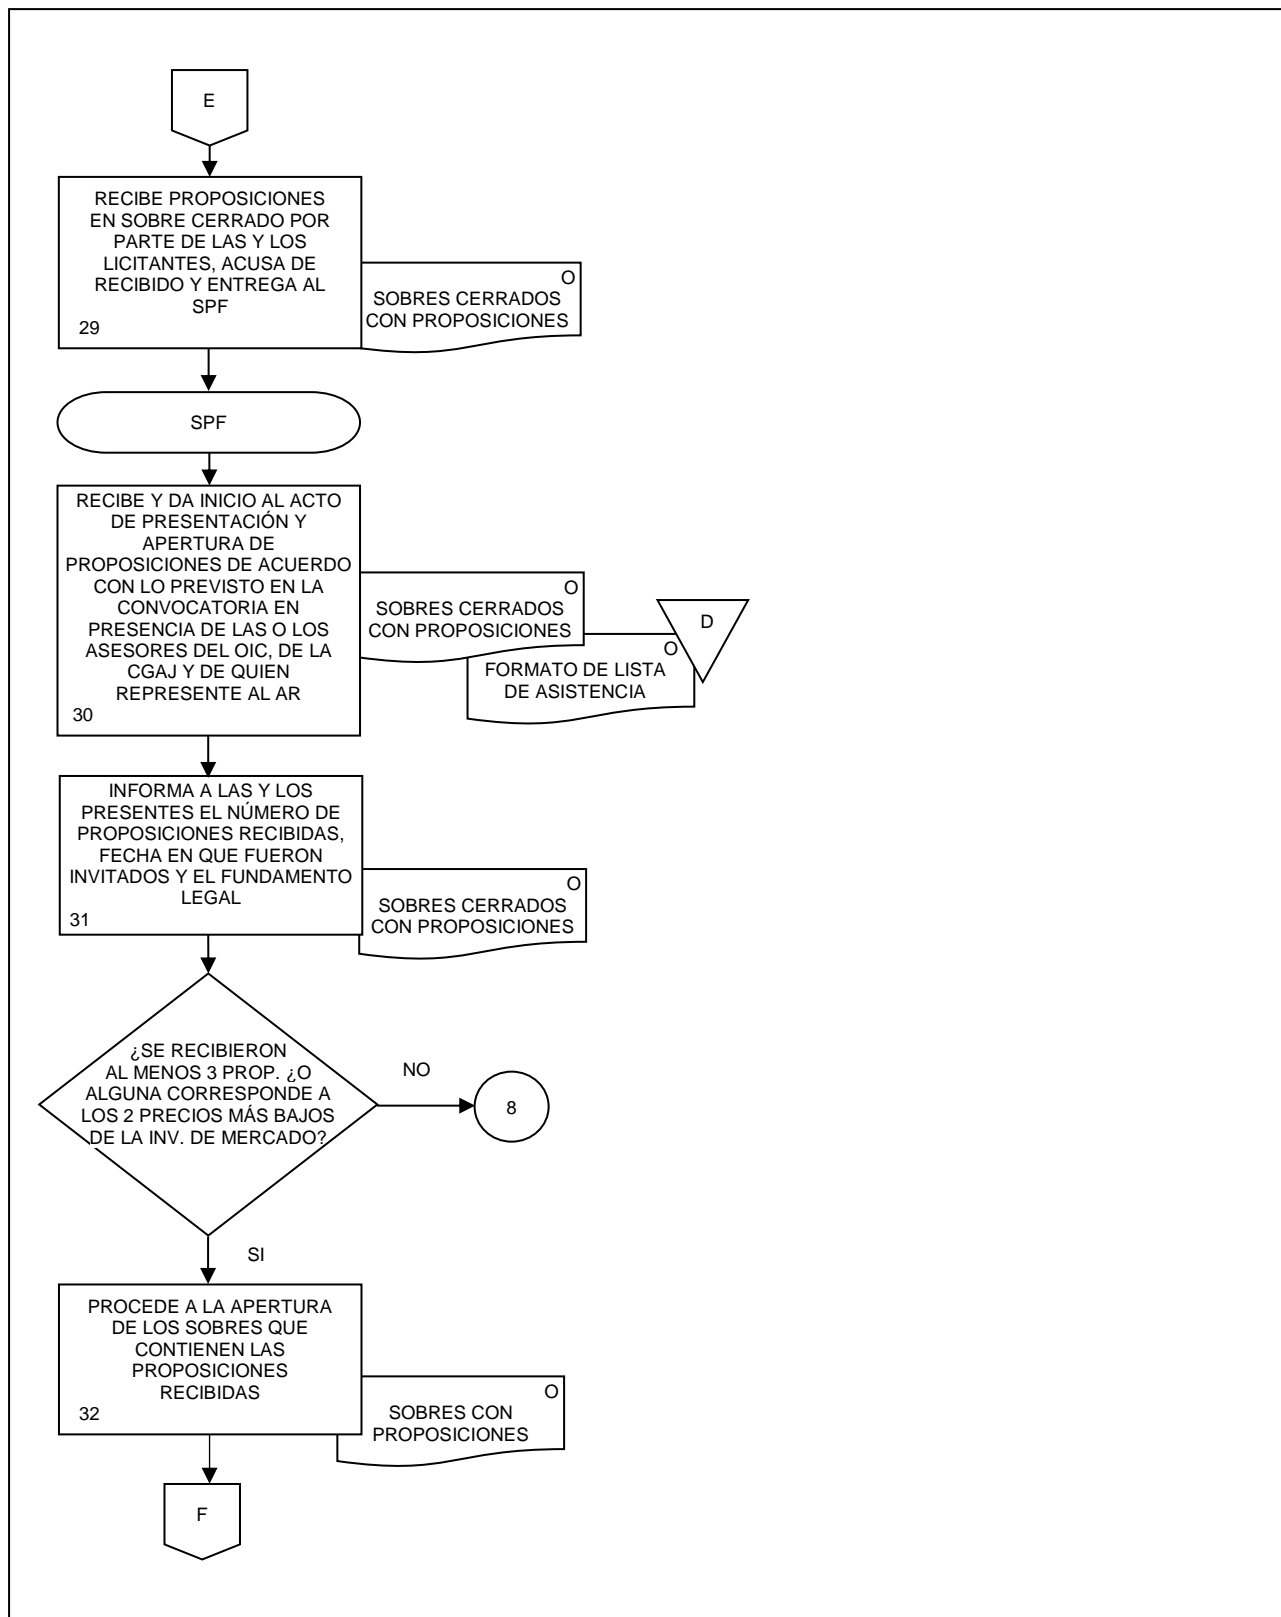 E
RECIBE PROPOSICIONES
EN SOBRE CERRADO POR
PARTE DE LAS Y LOS
LICITANTES, ACUSA DE
RECIBIDO Y ENTREGA AL
SPF
29
O
SOBRES CERRADOS
CON PROPOSICIONES
SPF
RECIBE Y DA INICIO AL ACTO
DE PRESENTACIÓN Y
APERTURA DE
PROPOSICIONES DE ACUERDO
CON LO PREVISTO EN LA
CONVOCATORIA EN
PRESENCIA DE LAS O LOS
ASESORES DEL OIC, DE LA
CGAJ Y DE QUIEN
REPRESENTE AL AR
30
O
SOBRES CERRADOS
CON PROPOSICIONES
O
FORMATO DE LISTA
DE ASISTENCIA
D
INFORMA A LAS Y LOS
PRESENTES EL NÚMERO DE
PROPOSICIONES RECIBIDAS,
FECHA EN QUE FUERON
INVITADOS Y EL FUNDAMENTO
LEGAL
31
O
SOBRES CERRADOS
CON PROPOSICIONES
¿SE RECIBIERON
AL MENOS 3 PROP. ¿O
ALGUNA CORRESPONDE A
LOS 2 PRECIOS MÁS BAJOS
DE LA INV. DE MERCADO?
NO
8
SI
PROCEDE A LA APERTURA
DE LOS SOBRES QUE
CONTIENEN LAS
PROPOSICIONES
RECIBIDAS
32
O
SOBRES CON
PROPOSICIONES
F